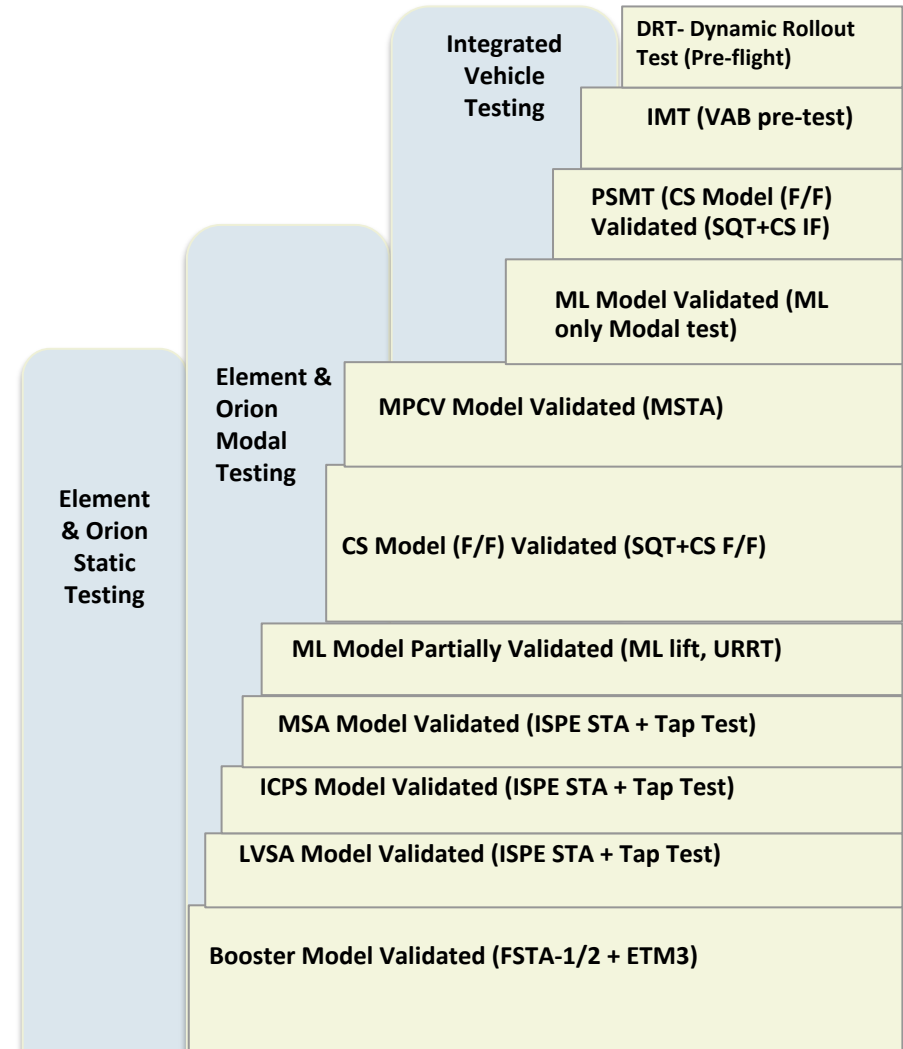 DRT- Dynamic Rollout
Test (Pre-flight)
Integrated
Vehicle
Testing
IMT (VAB pre-test)
PSMT (CS Model (F/F)
Validated (SQT+CS IF)
ML Model Validated (ML
only Modal test)
Element &
Orion
Modal
Testing
MPCV Model Validated (MSTA)
Element
& Orion
Static
Testing
CS Model (F/F) Validated (SQT+CS F/F)
ML Model Partially Validated (ML lift, URRT)
MSA Model Validated (ISPE STA + Tap Test)
ICPS Model Validated (ISPE STA + Tap Test)
LVSA Model Validated (ISPE STA + Tap Test)
Booster Model Validated (FSTA-1/2 + ETM3)